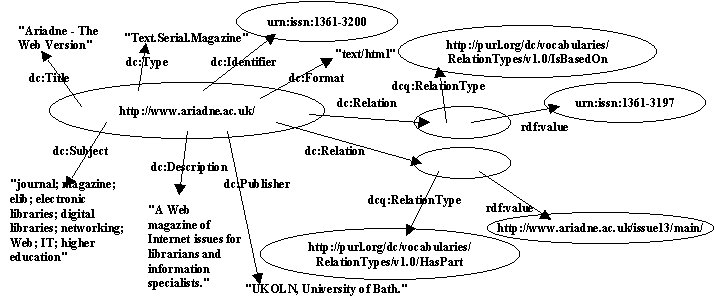 "Ariadne - The
Web Version"
"Text.Serial.Magazine"
urn:issn:1361-3200
dc:Title
dc:Type
dc:Identifier
"text/html"
dc:Format
http://purl.org/dc/vocabularies/
RelationTypes/v1.0/IsBasedOn
dcq:RelationType
http://www.ariadne.ac.uk/
dc:Relation
urn:issn:1361-3197
rdf:value
dc:Subject
dc:Description
dc:Publisher
dc:Relation
dcq:RelationType
rdf:value
"journal; magazine;
elib; electronic
libraries; digital
libraries; networking;
Web; IT; higher
education"
"A Web
magazine of
Internet issues for
librarians and
information
specialists."
http://www.ariadne.ac.uk/issue13/main/
http://purl.org/dc/vocabularies/
RelationTypes/v1.0/HasPart
"UKOLN, University of Bath."